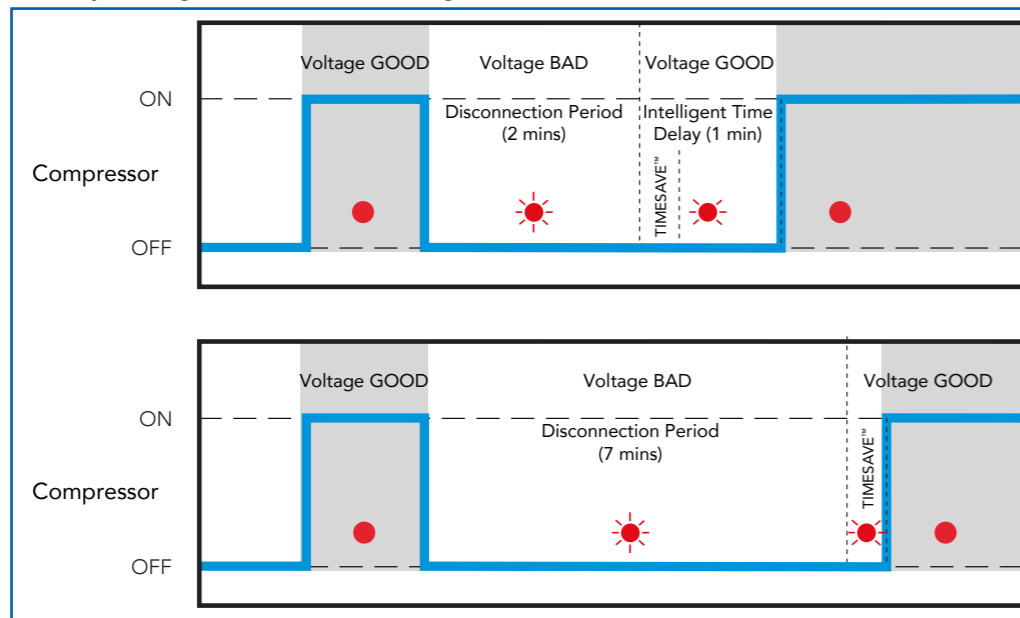 Voltage GOOD Voltage BAD Voltage GOOD
ON
Disconnection Period Intelligent Time
(2 mins) Delay (1 min)
TIMESAVE™
Compressor
OFF
Voltage GOOD Voltage BAD Voltage GOOD
ON
Disconnection Period
(7 mins)
TIMESAVE™
Compressor
OFF